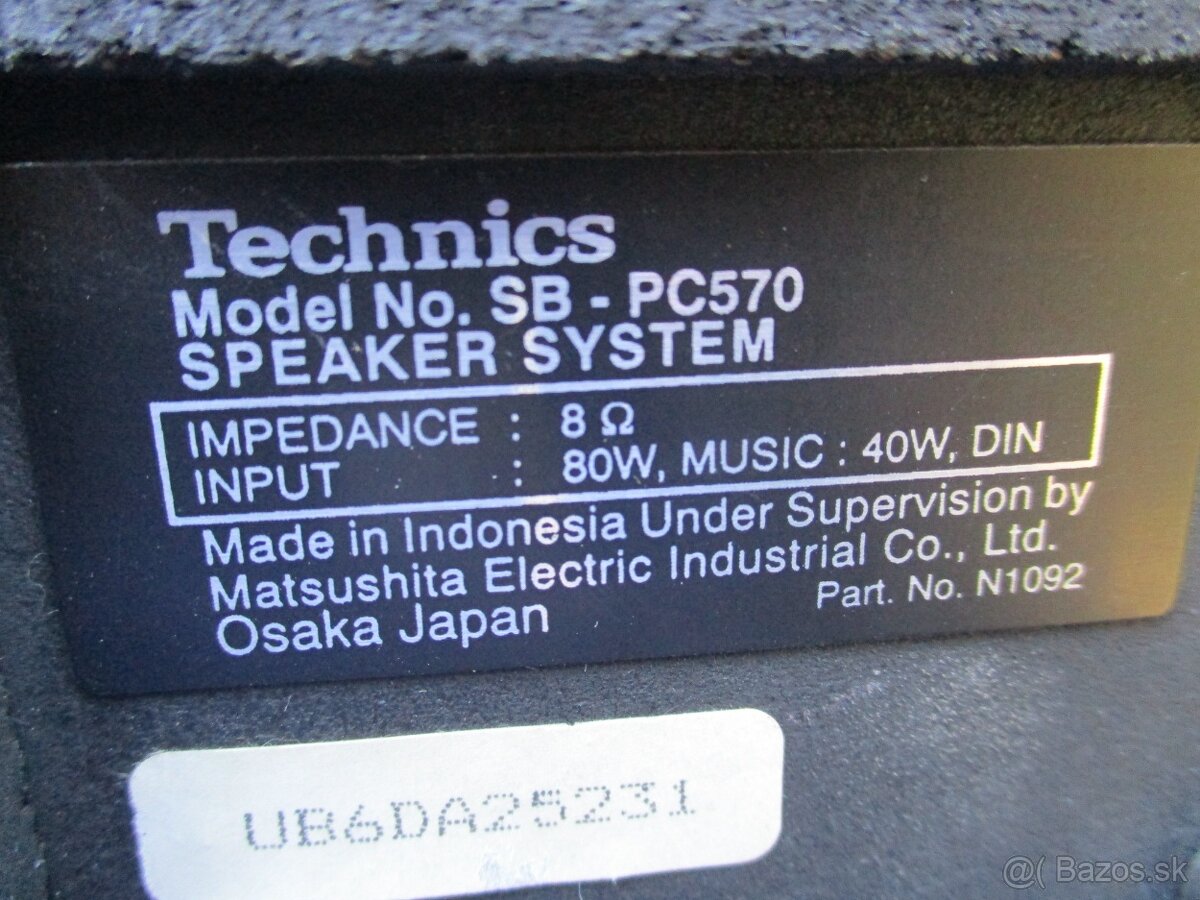 Technics
Model No. SB - PC570
SPEAKER SYSTEM
IMPEDANCE : 8 Ω
INPUT : 80W, MUSIC : 40W, DIN
Made in Indonesia Under Supervision by
Matsushita Electric Industrial Co., Ltd.
Osaka Japan
Part. No. N1092
UB6DA25231
@( Bazos.sk